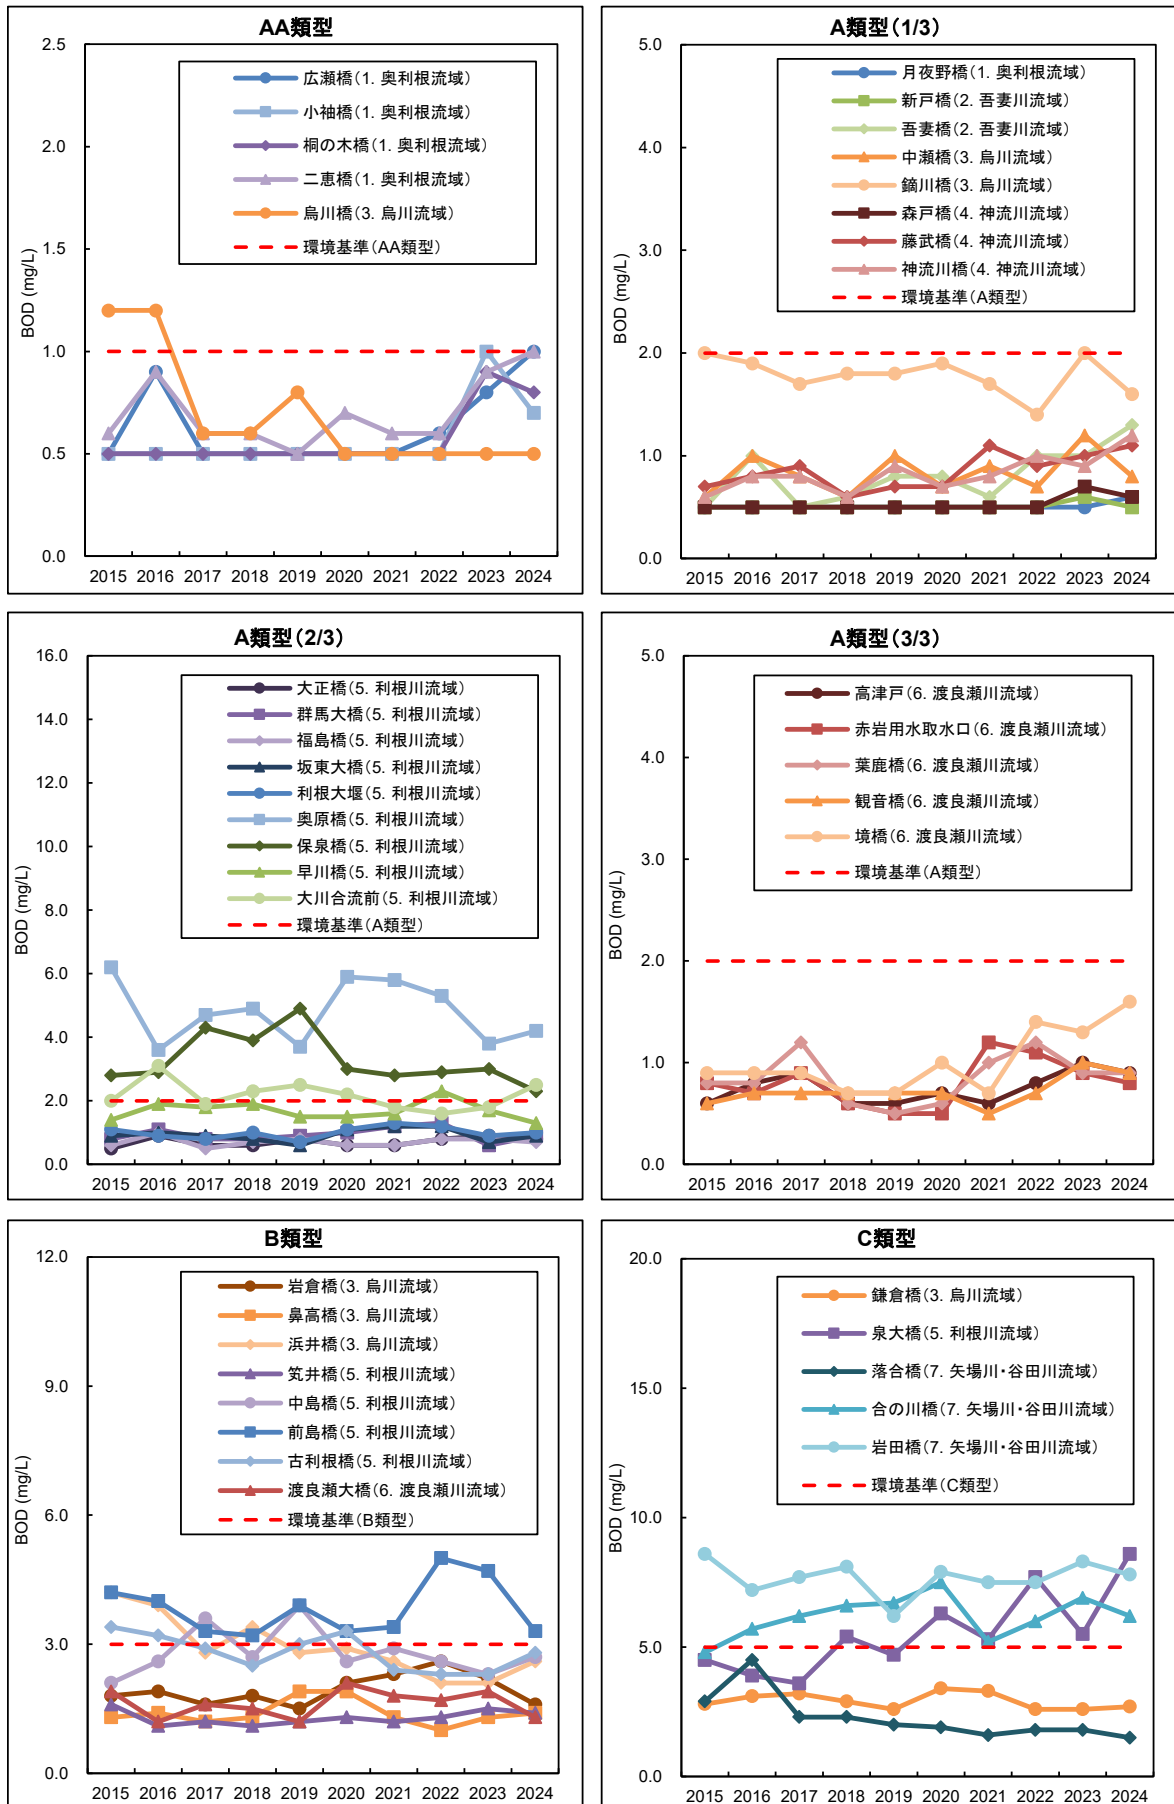 AA類型
2.5
2.0
1.5
1.0
0.5
0.0
BOD (mg/L)
広瀬橋(1. 奥利根流域)
小袖橋(1. 奥利根流域)
桐の木橋(1. 奥利根流域)
二恵橋(1. 奥利根流域)
烏川橋(3. 烏川流域)
環境基準(AA類型)
2015 2016 2017 2018 2019 2020 2021 2022 2023 2024
A類型(1/3)
5.0
4.0
3.0
2.0
1.0
0.0
BOD (mg/L)
月夜野橋(1. 奥利根流域)
新戸橋(2. 吾妻川流域)
吾妻橋(2. 吾妻川流域)
中瀬橋(3. 烏川流域)
鏑川橋(3. 烏川流域)
森戸橋(4. 神流川流域)
藤武橋(4. 神流川流域)
神流川橋(4. 神流川流域)
環境基準(A類型)
2015 2016 2017 2018 2019 2020 2021 2022 2023 2024
A類型(2/3)
16.0
14.0
12.0
10.0
8.0
6.0
4.0
2.0
0.0
BOD (mg/L)
大正橋(5. 利根川流域)
群馬大橋(5. 利根川流域)
福島橋(5. 利根川流域)
坂東大橋(5. 利根川流域)
利根大堰(5. 利根川流域)
奥原橋(5. 利根川流域)
保泉橋(5. 利根川流域)
早川橋(5. 利根川流域)
大川合流前(5. 利根川流域)
環境基準(A類型)
2015 2016 2017 2018 2019 2020 2021 2022 2023 2024
A類型(3/3)
5.0
4.0
3.0
2.0
1.0
0.0
BOD (mg/L)
高津戸(6. 渡良瀬川流域)
赤岩用水取水口(6. 渡良瀬川流域)
葉鹿橋(6. 渡良瀬川流域)
観音橋(6. 渡良瀬川流域)
境橋(6. 渡良瀬川流域)
環境基準(A類型)
2015 2016 2017 2018 2019 2020 2021 2022 2023 2024
B類型
12.0
9.0
6.0
3.0
0.0
BOD (mg/L)
岩倉橋(3. 烏川流域)
鼻高橋(3. 烏川流域)
浜井橋(3. 烏川流域)
筑井橋(5. 利根川流域)
中島橋(5. 利根川流域)
前島橋(5. 利根川流域)
古利根橋(5. 利根川流域)
渡良瀬大橋(6. 渡良瀬川流域)
環境基準(B類型)
2015 2016 2017 2018 2019 2020 2021 2022 2023 2024
C類型
20.0
15.0
10.0
5.0
0.0
BOD (mg/L)
鎌倉橋(3. 烏川流域)
泉大橋(5. 利根川流域)
落合橋(7. 矢場川・谷田川流域)
合の川橋(7. 矢場川・谷田川流域)
岩田橋(7. 矢場川・谷田川流域)
環境基準(C類型)
2015 2016 2017 2018 2019 2020 2021 2022 2023 2024